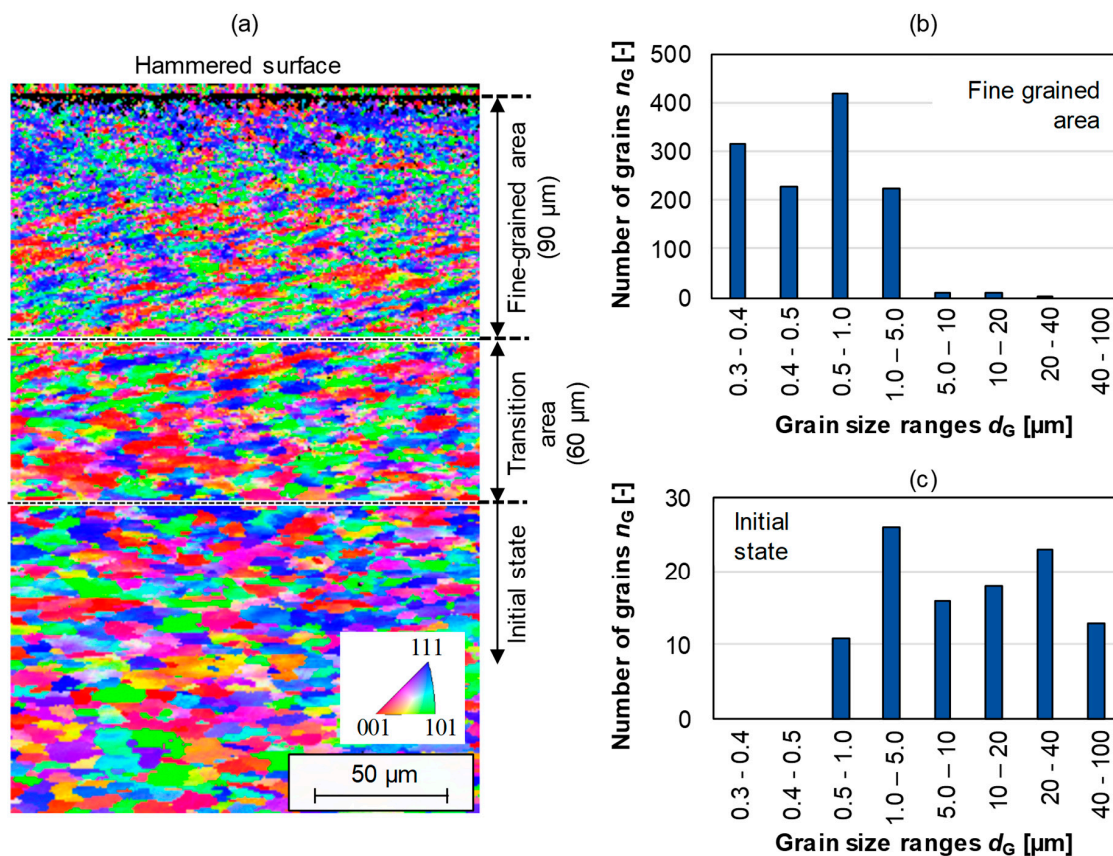 (a)
Hammered surface
Fine-grained area
(90 µm)
Transition
area
(60 µm)
Initial state
111
001
101
50 µm
(b)
Number of grains nG [-]
500
400
300
200
100
0
Fine grained
area
0.3 - 0.4
0.4 - 0.5
0.5 - 1.0
1.0 – 5.0
5.0 – 10
10 – 20
20 - 40
40 - 100
Grain size ranges dG [µm]
(c)
Number of grains nG [-]
30
20
10
0
Initial
state
0.3 - 0.4
0.4 - 0.5
0.5 - 1.0
1.0 – 5.0
5.0 – 10
10 – 20
20 - 40
40 - 100
Grain size ranges dG [µm]